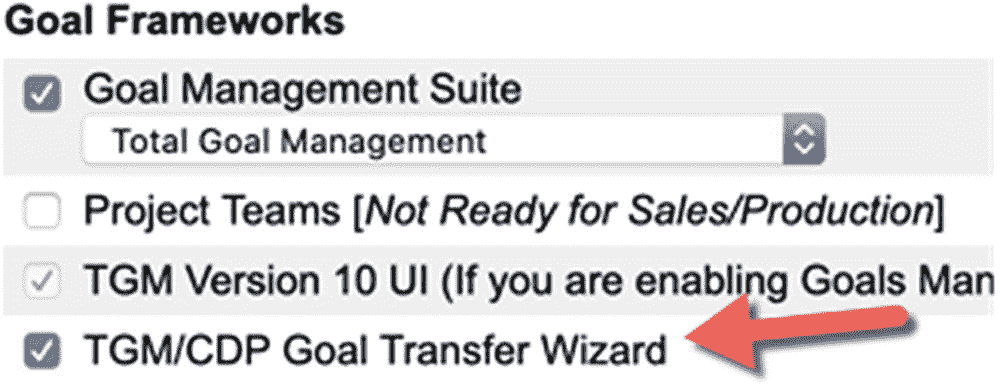 Goal Frameworks
Goal Management Suite
Total Goal Management
Project Teams [Not Ready for Sales/Production]
TGM Version 10 UI (If you are enabling Goals Man
TGM/CDP Goal Transfer Wizard